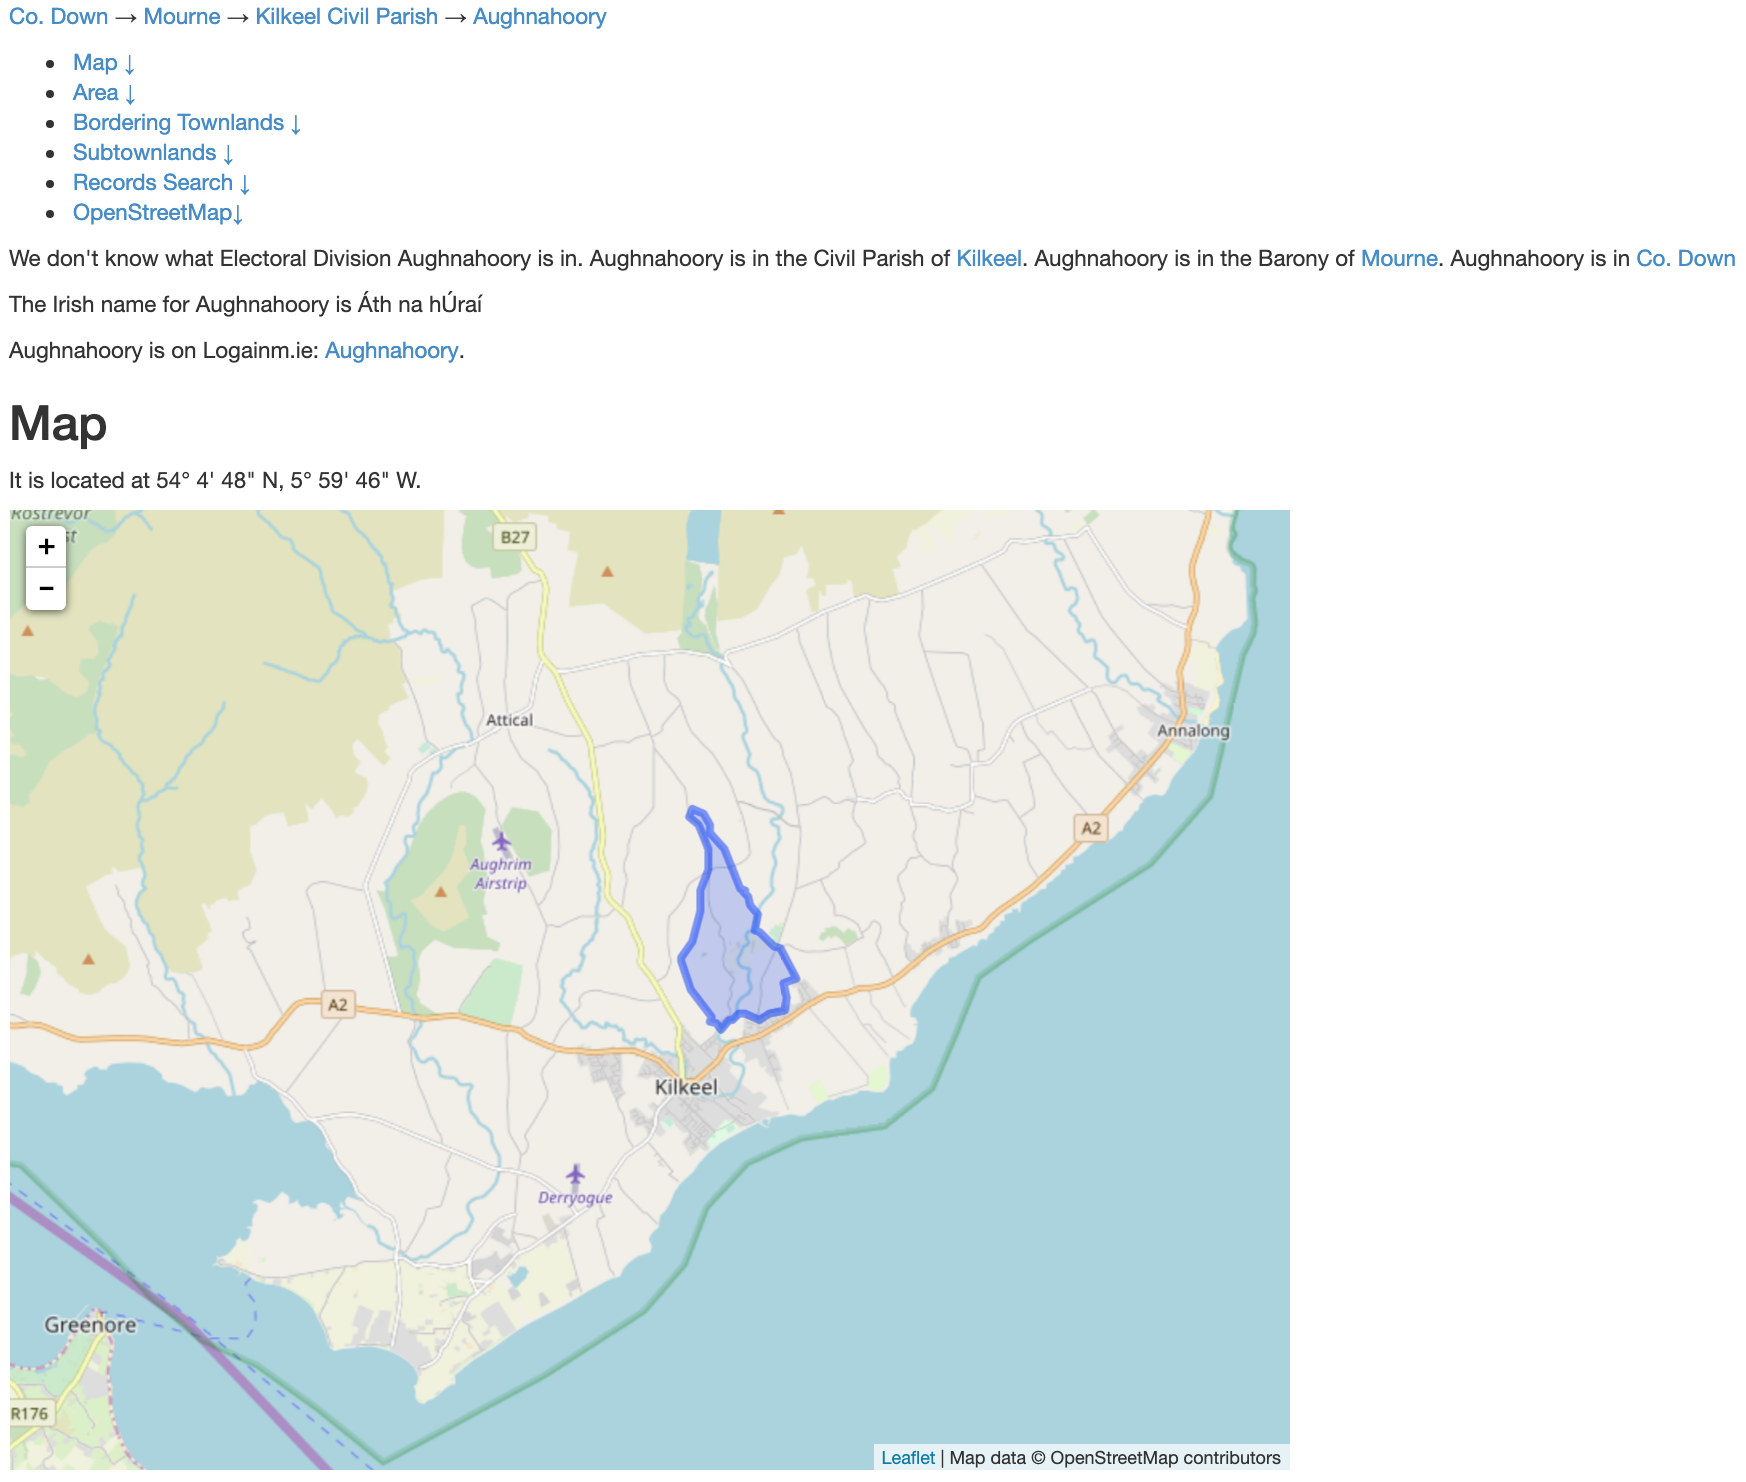 Co. Down → Mourne → Kilkeel Civil Parish → Aughnahoory
Map ↓
Area ↓
Bordering Townlands ↓
Subtownlands ↓
Records Search ↓
OpenStreetMap↓
We don't know what Electoral Division Aughnahoory is in. Aughnahoory is in the Civil Parish of Kilkeel. Aughnahoory is in the Barony of Mourne. Aughnahoory is in Co. Down
The Irish name for Aughnahoory is Áth na hÚraí
Aughnahoory is on Logainm.ie: Aughnahoory.
Map
It is located at 54° 4' 48" N, 5° 59' 46" W.
Rostrevor
+
−
B27
Attical
Annalong
A2
Aughrim
Airstrip
A2
Kilkeel
Derryogue
Greenore
R176
Leaflet | Map data © OpenStreetMap contributors